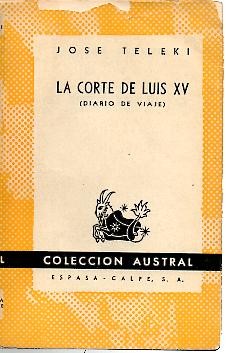 JOSE TELEKI
LA CORTE DE LUIS XV
(DIARIO DE VIAJE)
L COLECCION AUSTRAL
ESPASA-CALPE, S. A.